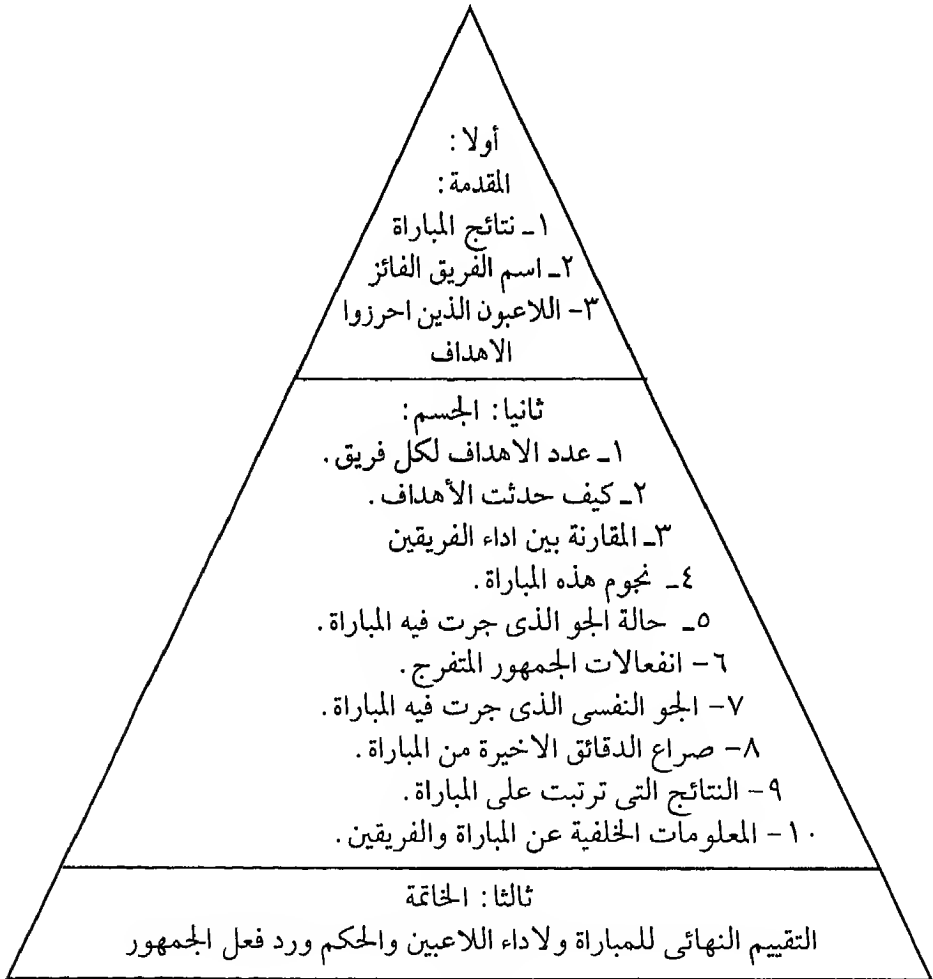 أولا :
المقدمة :
١ـ نتائج المباراة
٢ـ اسم الفريق الفائز
٣- اللاعبون الذين احرزوا
الاهداف
ثانيا : الجسم :
١ـ عدد الاهداف لكل فريق .
٢ـ كيف حدثت الأهداف .
٣ـ المقارنة بين اداء الفريقين
٤ـ نجوم هذه المباراة .
٥ـ حالة الجو الذى جرت فيه المباراة .
٦- انفعالات الجمهور المتفرج .
٧- الجو النفسى الذى جرت فيه المباراة .
٨- صراع الدقائق الاخيرة من المباراة .
٩- النتائج التى ترتبت على المباراة .
١٠- المعلومات الخلفية عن المباراة والفريقين .
ثالثا : الخاتمة
التقييم النهائى للمباراة ولاداء اللاعبين والحكم ورد فعل الجمهور